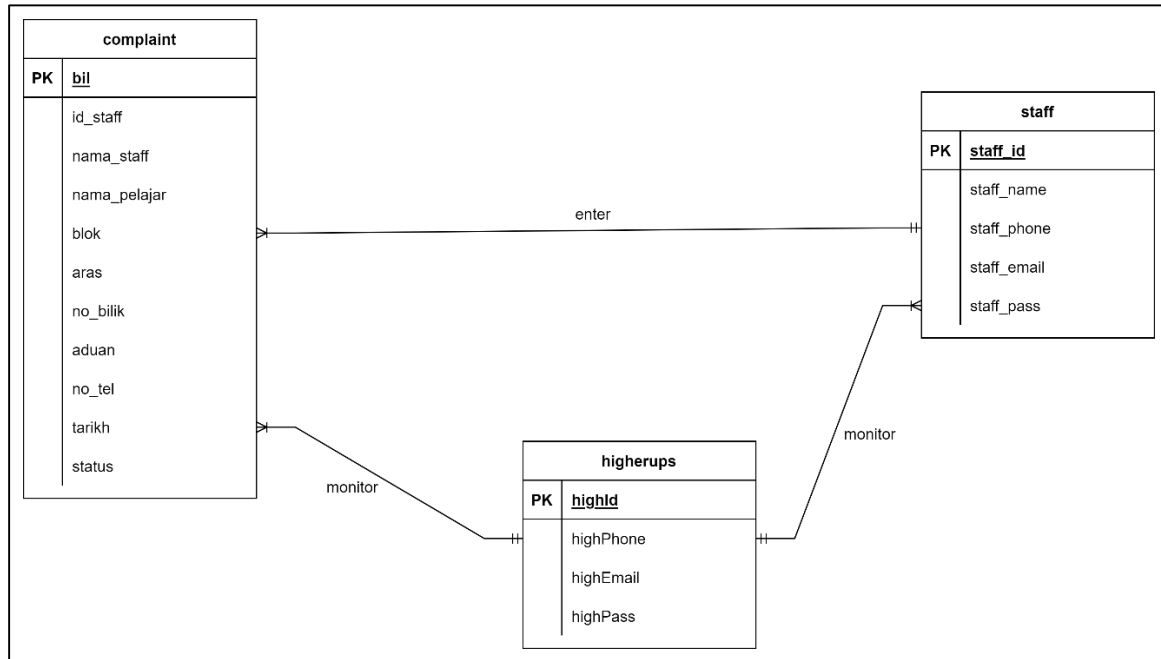 complaint
PK bil
id_staff
nama_staff
nama_pelajar
blok
aras
no_bilik
aduan
no_tel
tarikh
status
enter
staff
PK staff_id
staff_name
staff_phone
staff_email
staff_pass
monitor
monitor
higherups
PK highId
highPhone
highEmail
highPass